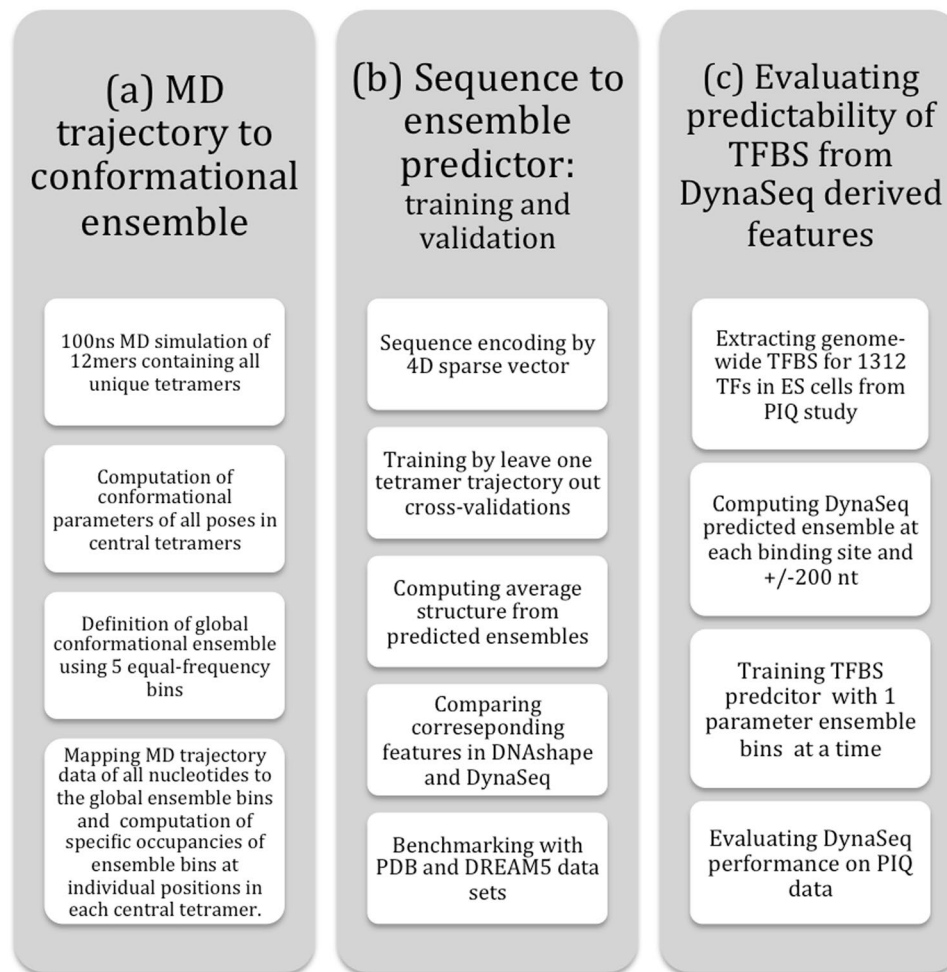 (a) MD
trajectory to
conformational
ensemble
100ns MD simulation of
12mers containing all
unique tetramers
Computation of
conformational
parameters of all poses in
central tetramers
Definition of global
conformational ensemble
using 5 equal-frequency
bins
Mapping MD trajectory
data of all nucleotides to
the global ensemble bins
and computation of
specific occupancies of
ensemble bins at
individual positions in
each central tetramer.
(b) Sequence to
ensemble
predictor:
training and
validation
Sequence encoding by
4D sparse vector
Training by leave one
tetramer trajectory out
cross-validations
Computing average
structure from
predicted ensembles
Comparing
correseponding
features in DNAshape
and DynaSeq
Benchmarking with
PDB and DREAM5 data
sets
(c) Evaluating
predictability of
TFBS from
DynaSeq derived
features
Extracting genome-
wide TFBS for 1312
TFs in ES cells from
PIQ study
Computing DynaSeq
predicted ensemble at
each binding site and
+/-200 nt
Training TFBS
predcitor with 1
parameter ensemble
bins at a time
Evaluating DynaSeq
performance on PIQ
data